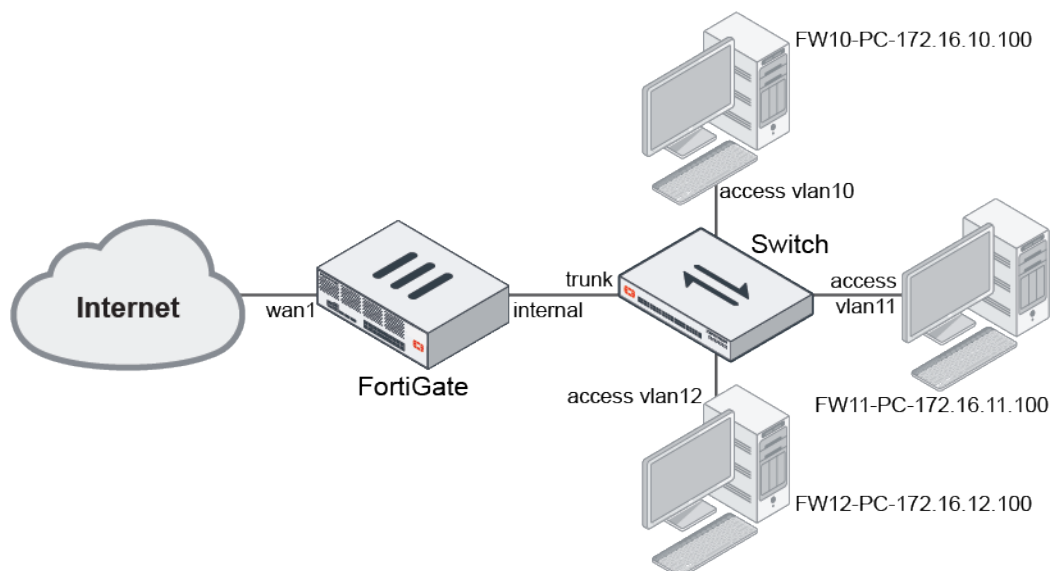 FW10-PC-172.16.10.100
access vlan10
Switch
trunk
access
vlan11
Internet
wan1
internal
FortiGate
access vlan12
FW11-PC-172.16.11.100
FW12-PC-172.16.12.100